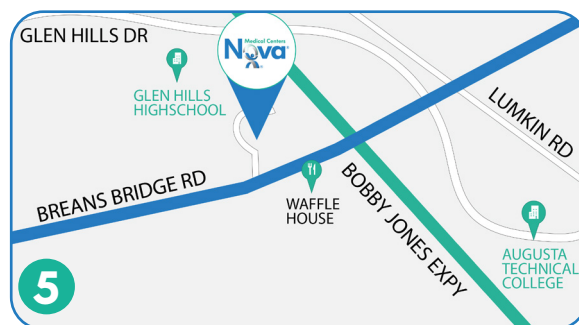 GLEN HILLS DR
Medical Centers
Nova
GLEN HILLS
HIGHSCHOOL
LUMKIN RD
BREANS BRIDGE RD
WAFFLE
HOUSE
BOBBY JONES EXPY
AUGUSTA
TECHNICAL
COLLEGE
5